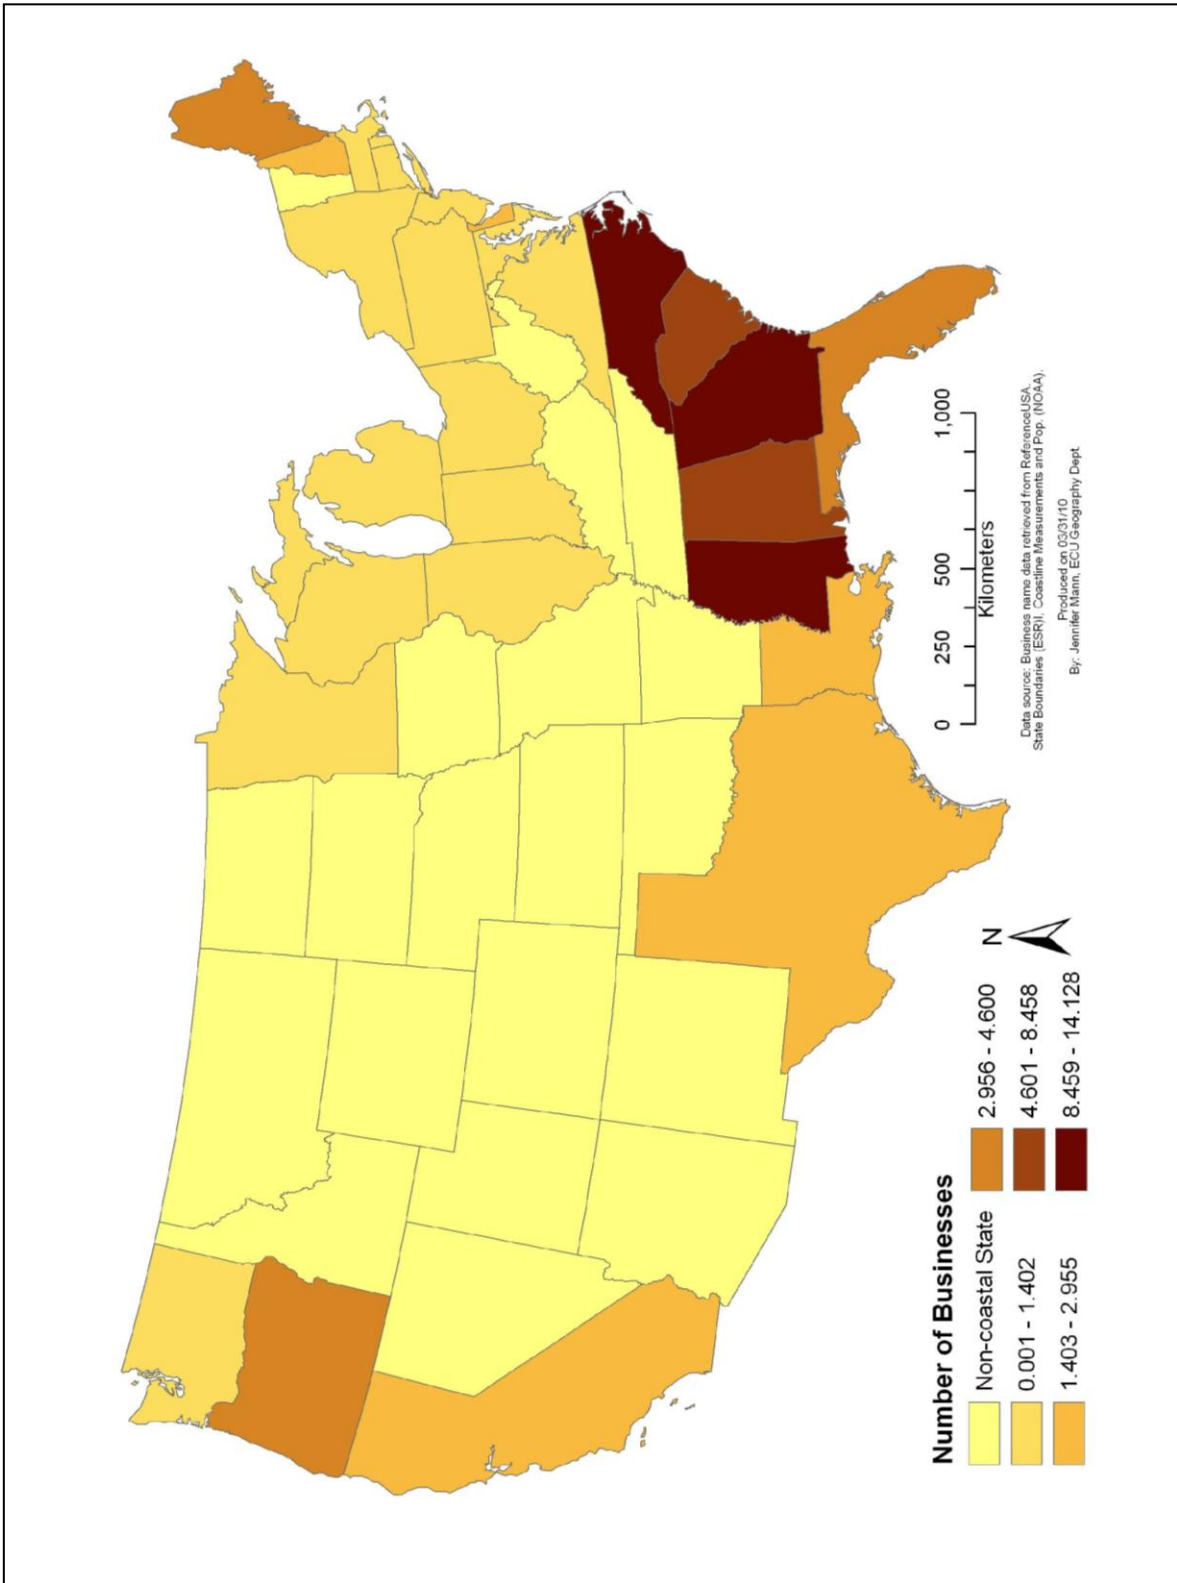 Number of Businesses
Non-coastal State
0.001 - 1.402
1.403 - 2.955
2.956 - 4.600
4.601 - 8.458
8.459 - 14.128
N
0 250 500 1,000
Kilometers
Data source: Business name data retrieved from ReferenceUSA.
State Boundaries (ESRI)l, Coastline Measurements and Pop. (NOAA).
Produced on 03/31/10
By: Jennifer Mann, ECU Geography Dept